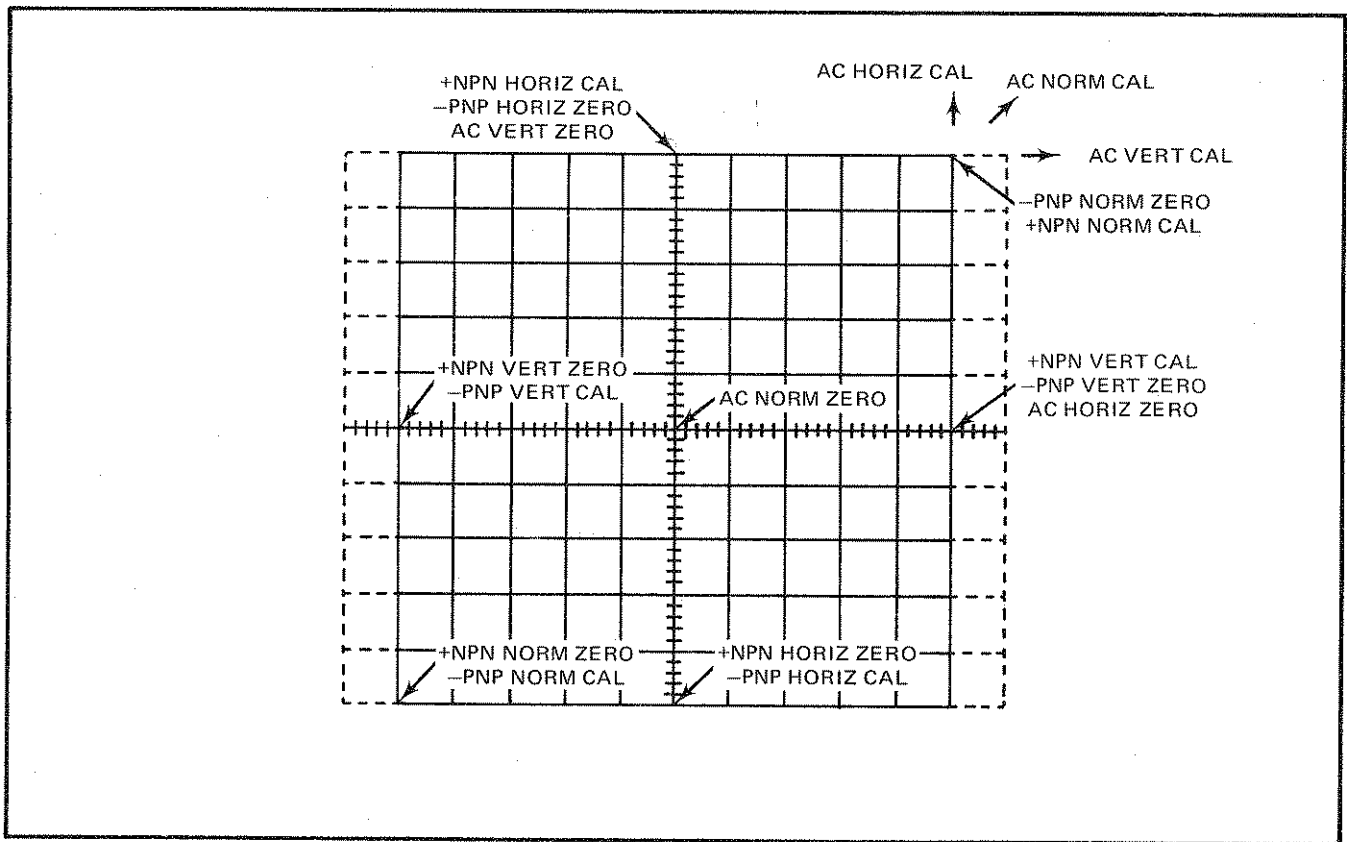 +NPN HORIZ CAL
–PNP HORIZ ZERO
AC VERT ZERO
AC HORIZ CAL
AC NORM CAL
AC VERT CAL
–PNP NORM ZERO
+NPN NORM CAL
+NPN VERT ZERO
–PNP VERT CAL
AC NORM ZERO
+NPN VERT CAL
–PNP VERT ZERO
AC HORIZ ZERO
+NPN NORM ZERO
–PNP NORM CAL
+NPN HORIZ ZERO
–PNP HORIZ CAL